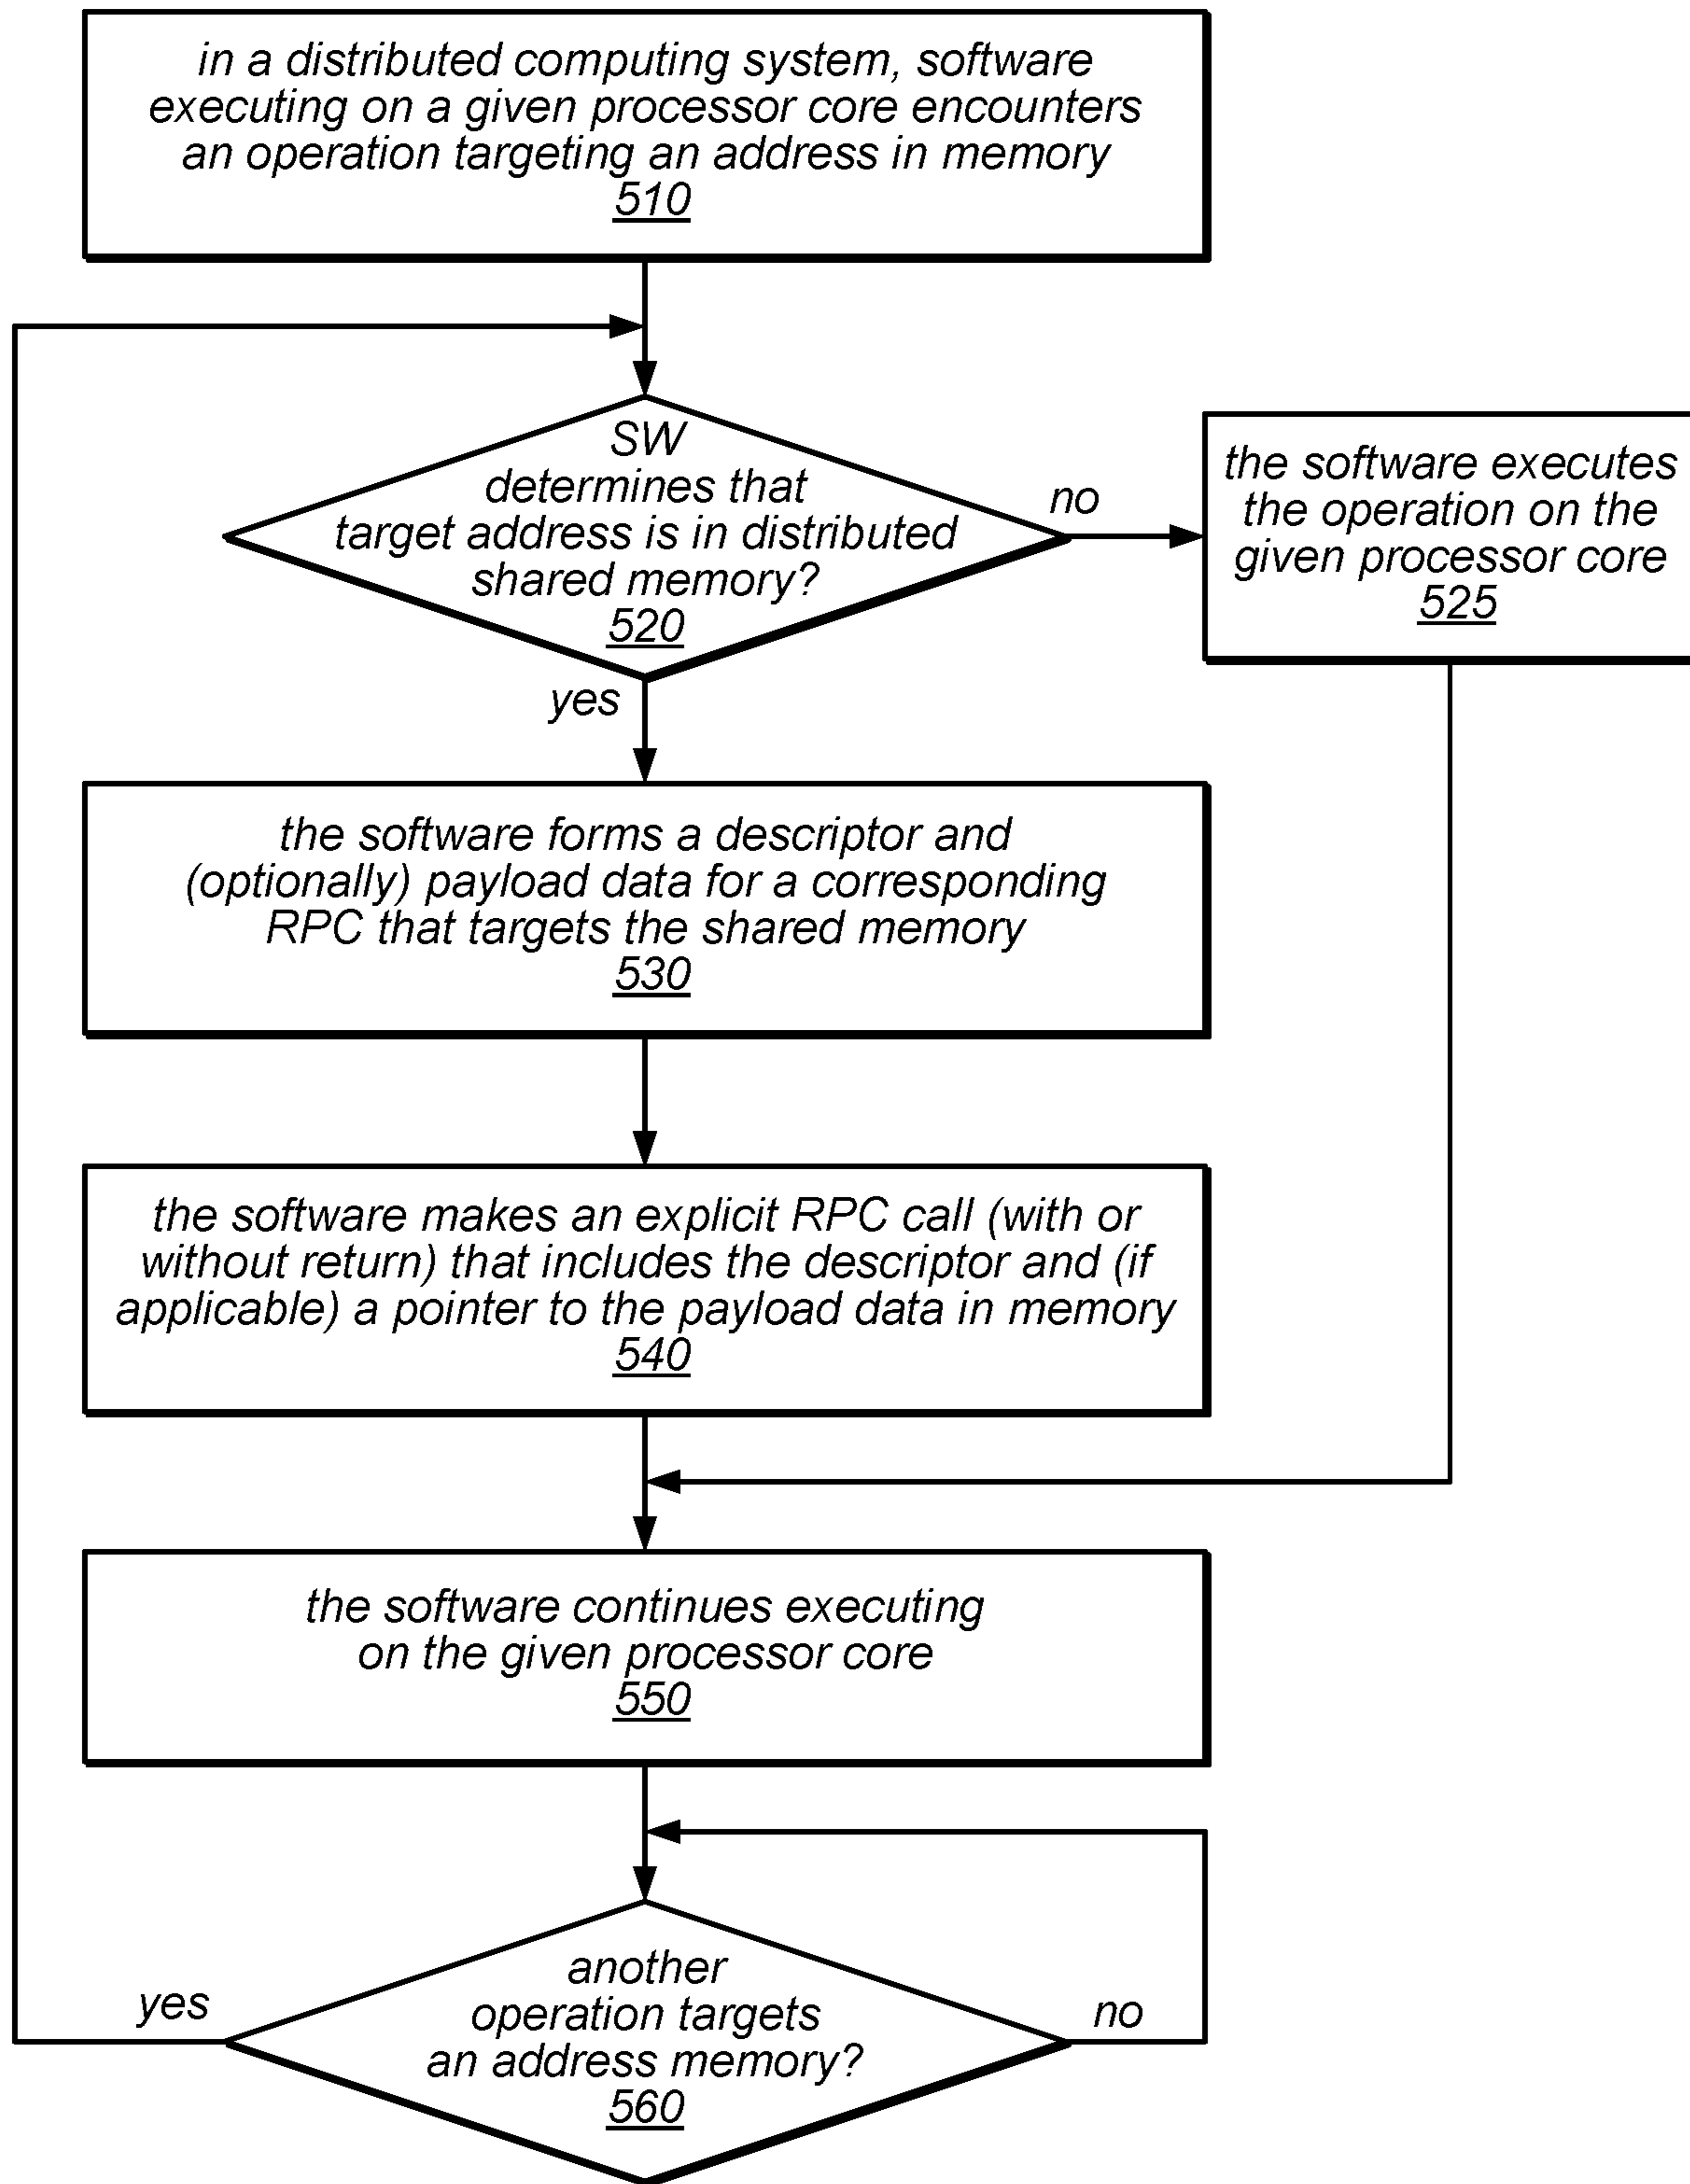 in a distributed computing system, software
executing on a given processor core encounters
an operation targeting an address in memory
510
SW
determines that
target address is in distributed
shared memory?
520
no
the software executes
the operation on the
given processor core
525
yes
the software forms a descriptor and
(optionally) payload data for a corresponding
RPC that targets the shared memory
530
the software makes an explicit RPC call (with or
without return) that includes the descriptor and (if
applicable) a pointer to the payload data in memory
540
the software continues executing
on the given processor core
550
another
operation targets
an address memory?
560
yes
no